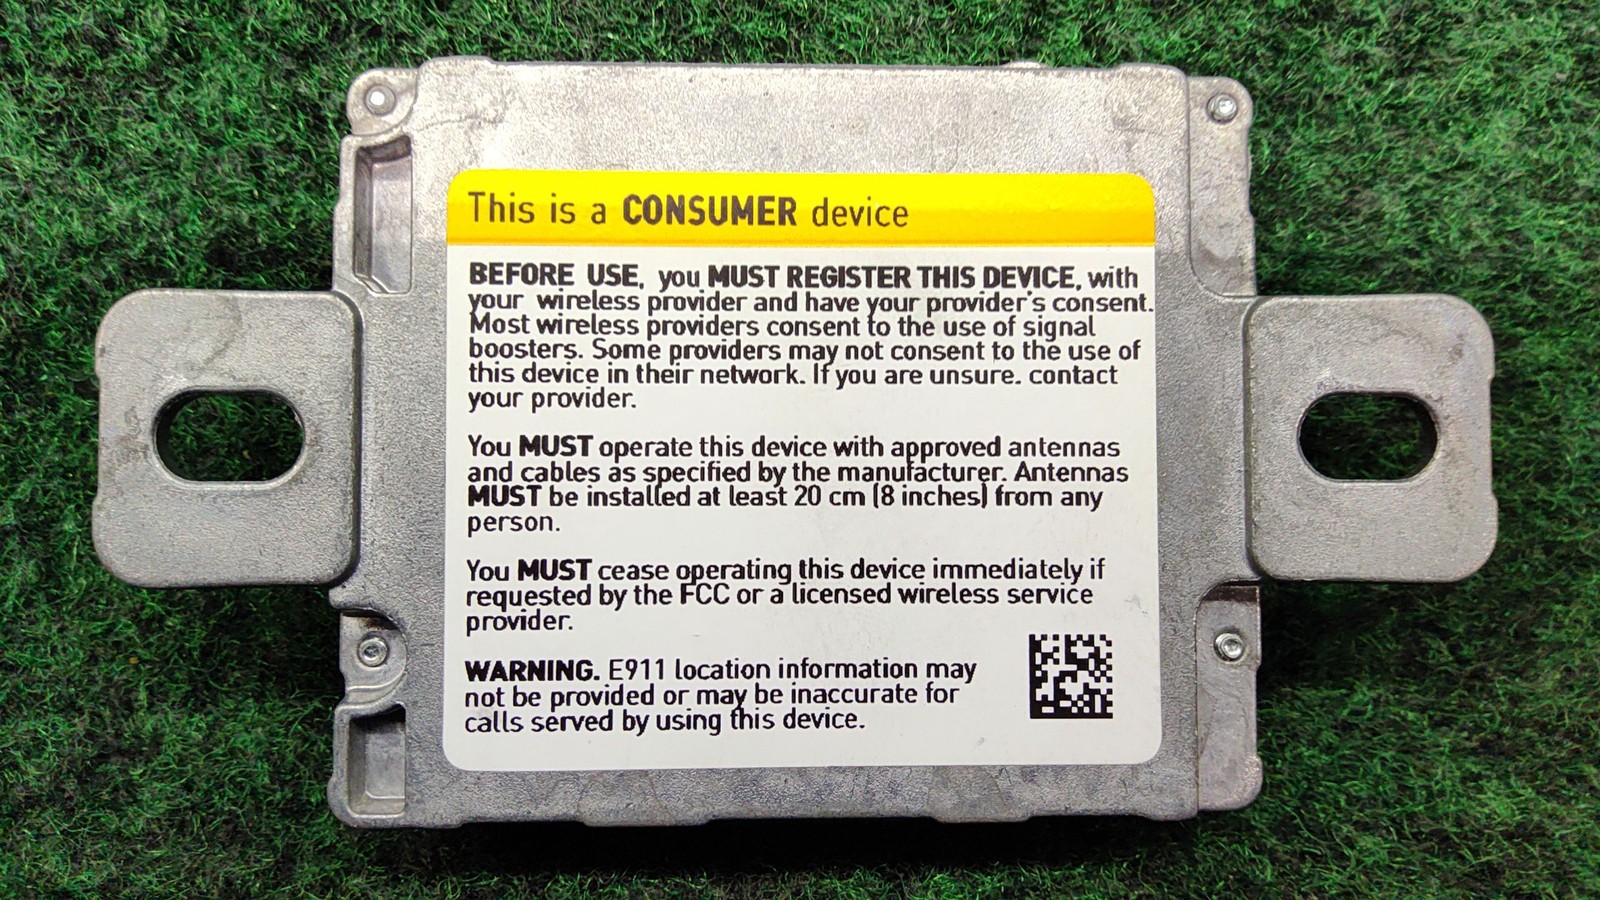 This is a CONSUMER device
BEFORE USE, you MUST REGISTER THIS DEVICE, with
your wireless provider and have your provider's consent.
Most wireless providers consent to the use of signal
boosters. Some providers may not consent to the use of
this device in their network. If you are unsure. contact
your provider.
You MUST operate this device with approved antennas
and cables as specified by the manufacturer. Antennas
MUST be installed at least 20 cm (8 inches) from any
person.
You MUST cease operating this device immediately if
requested by the FCC or a licensed wireless service
provider.
WARNING. E911 location information may
not be provided or may be inaccurate for
calls served by using this device.